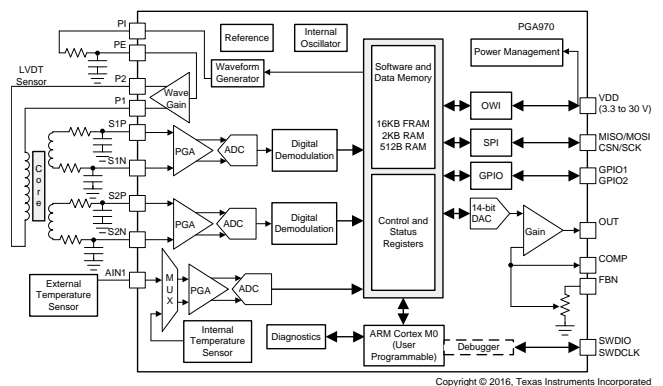 PI
PE
LVDT
Sensor
P2
P1
S1P
S1N
S2P
S2N
AIN1
C
o
r
e
External
Temperature
Sensor
Reference
Internal
Oscillator
PGA970
Waveform
Generator
Wave
Gain
PGA
ADC
Digital
Demodulation
PGA
ADC
Digital
Demodulation
M
U
X
PGA
ADC
Internal
Temperature
Sensor
Software and
Data Memory
16KB FRAM
2KB RAM
512B RAM
Control and
Status
Registers
Diagnostics
ARM Cortex M0
(User
Programmable)
Debugger
Power Management
OWI
SPI
GPIO
14-bit
DAC
Gain
VDD
(3.3 to 30 V)
MISO/MOSI
CSN/SCK
GPIO1
GPIO2
OUT
COMP
FBN
SWDIO
SWDCLK
Copyright © 2016, Texas Instruments Incorporated